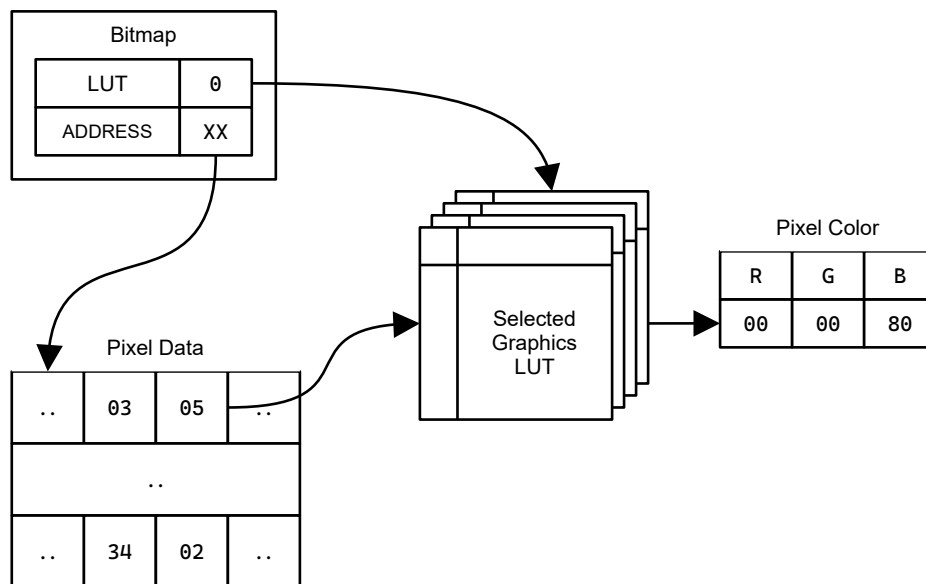 Bitmap
LUT 0
ADDRESS XX
Pixel Color
R G B
00 00 80
Selected
Graphics
LUT
Pixel Data
.. 03 05 ..
..
.. 34 02 ..